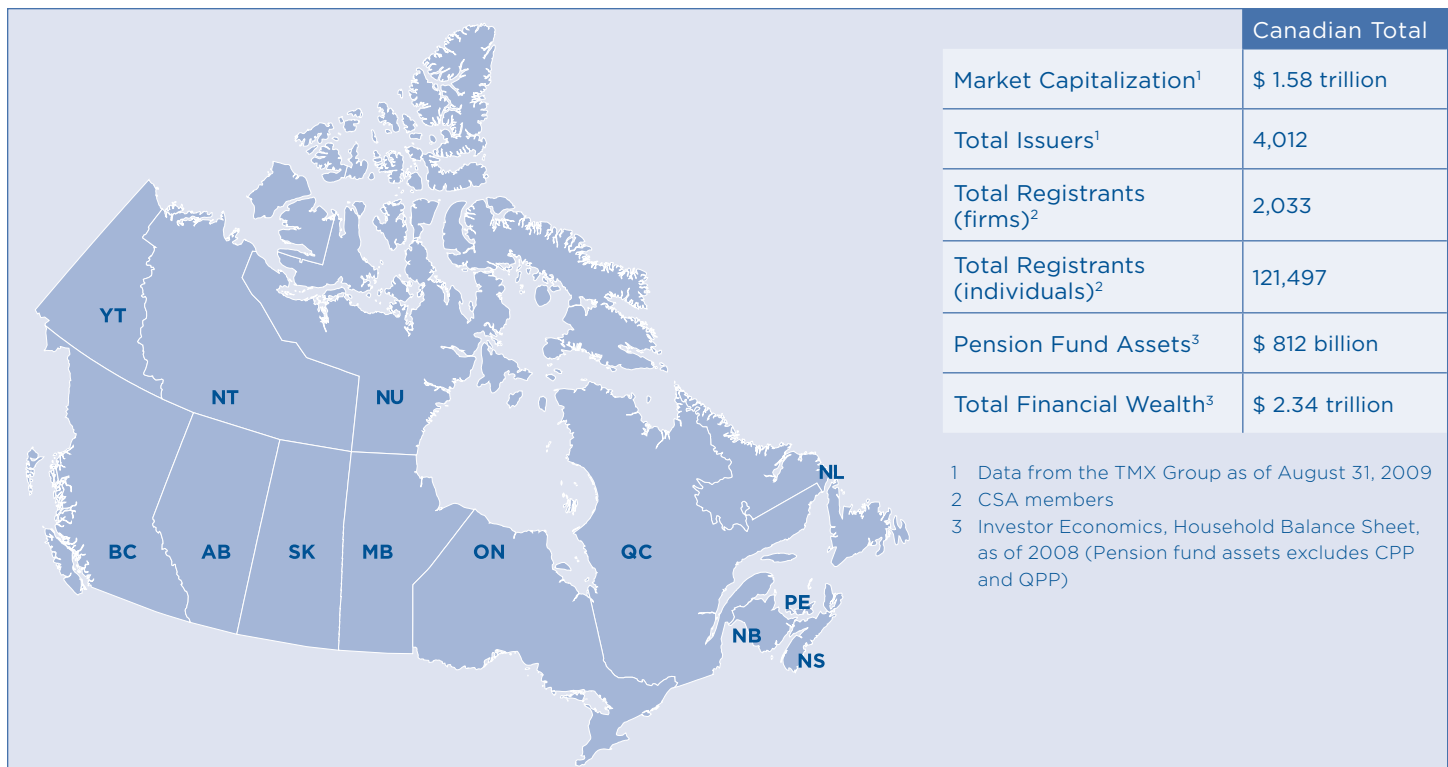 Canadian Total
Market Capitalization¹ $ 1.58 trillion
Total Issuers¹ 4,012
Total Registrants
(firms)² 2,033
Total Registrants
(individuals)² 121,497
Pension Fund Assets³ $ 812 billion
Total Financial Wealth³ $ 2.34 trillion
1 Data from the TMX Group as of August 31, 2009
2 CSA members
3 Investor Economics, Household Balance Sheet,
as of 2008 (Pension fund assets excludes CPP
and QPP)
YT
NT
NU
NL
BC
AB
SK
MB
ON
QC
PE
NB
NS